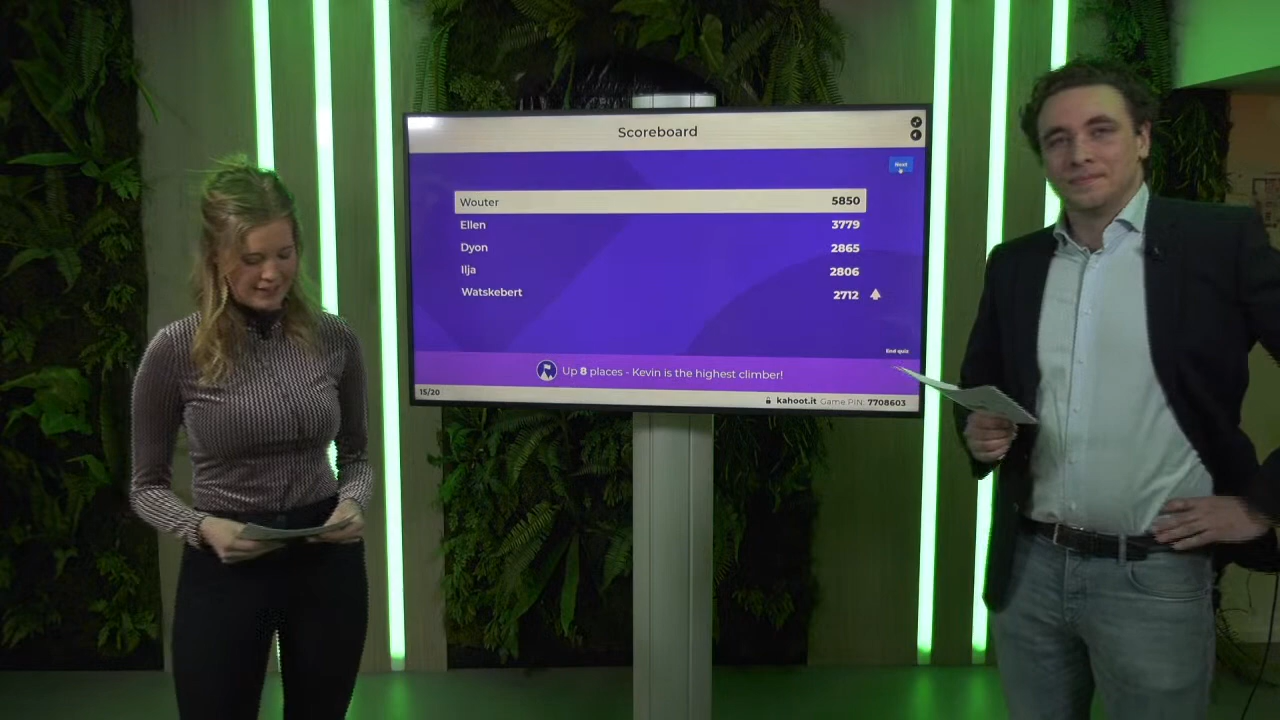 Scoreboard
Next
Wouter 5850
Ellen 3779
Dyon 2865
Ilja 2806
Watskebert 2712
End quiz
Up 8 places - Kevin is the highest climber!
15/20
kahoot.it Game PIN: 7708603